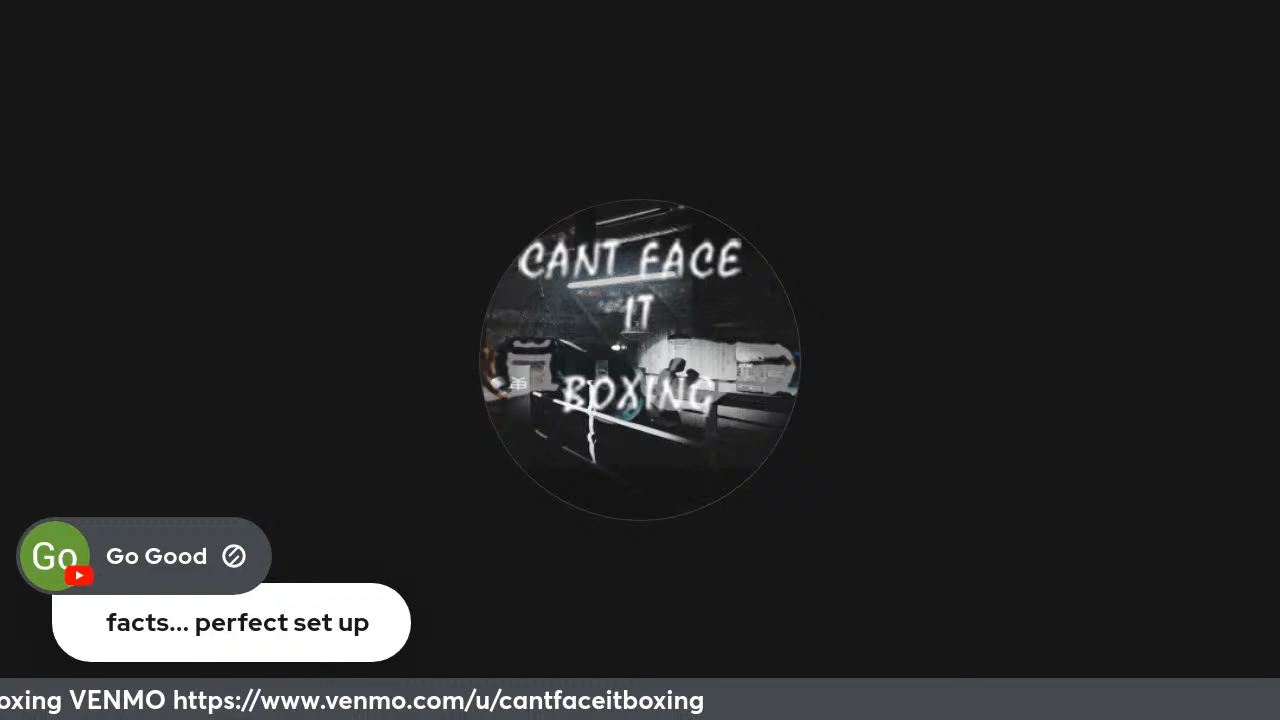 CANT FACE
IT
BOXING
Go
Go Good
facts... perfect set up
oxing VENMO https://www.venmo.com/u/cantfaceitboxing